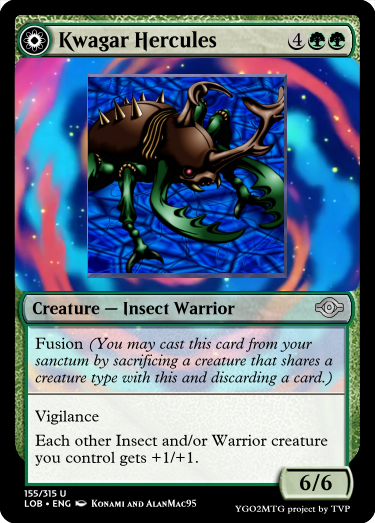 Kwagar Hercules 4
Creature — Insect Warrior
Fusion (You may cast this card from your
sanctum by sacrificing a creature that shares a
creature type with this and discarding a card.)
Vigilance
Each other Insect and/or Warrior creature
you control gets +1/+1.
6/6
155/315 U
LOB • ENG Konami and AlanMac95
YGO2MTG project by TVP